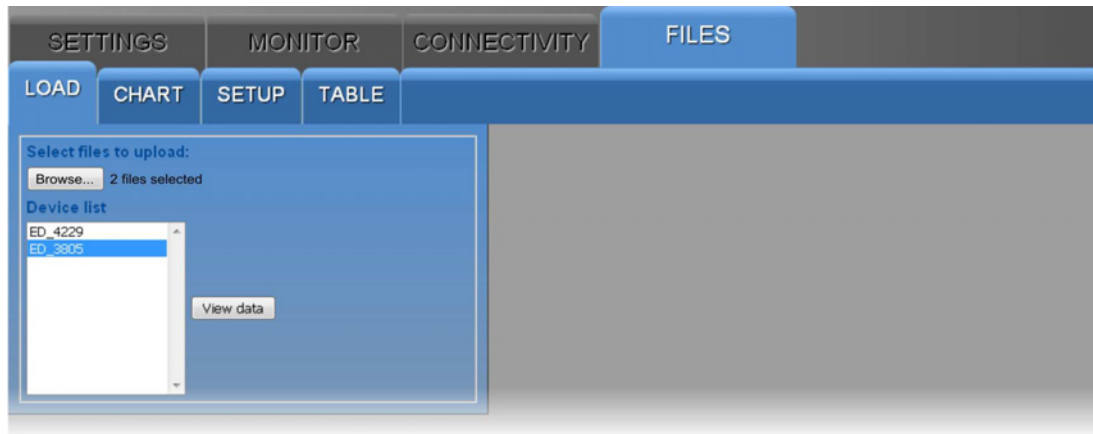 SETTINGS MONITOR CONNECTIVITY FILES
LOAD CHART SETUP TABLE
Select files to upload:
Browse... 2 files selected
Device list
ED_4229
ED_3805
View data